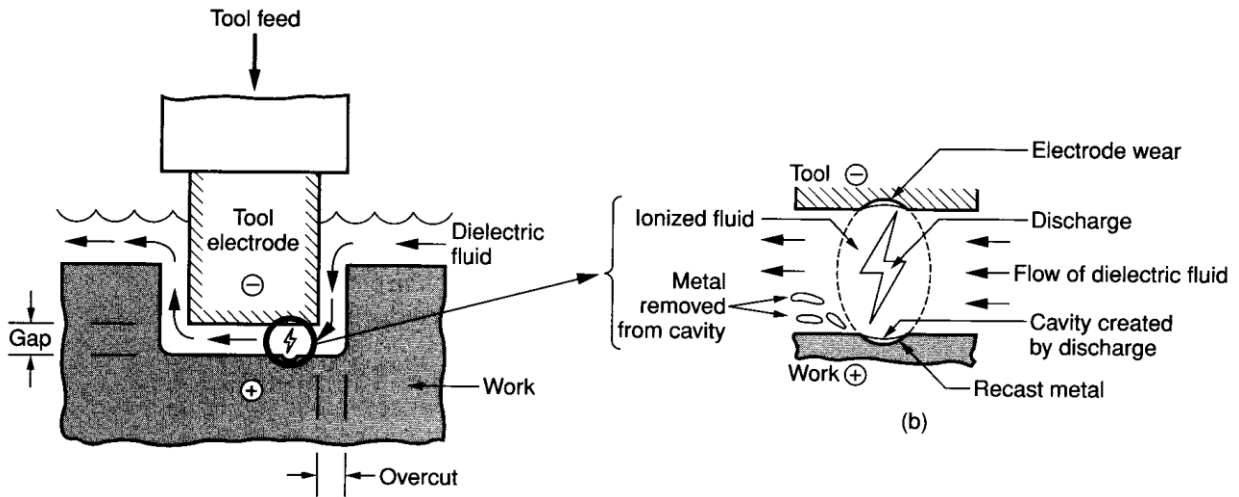 Tool feed
Tool
electrode
⊖
Dielectric
fluid
Gap
⊕
Work
Overcut
Electrode wear
Tool ⊖
Ionized fluid
Discharge
Metal
removed
from cavity
Flow of dielectric fluid
Cavity created
by discharge
Work ⊕
Recast metal
(b)